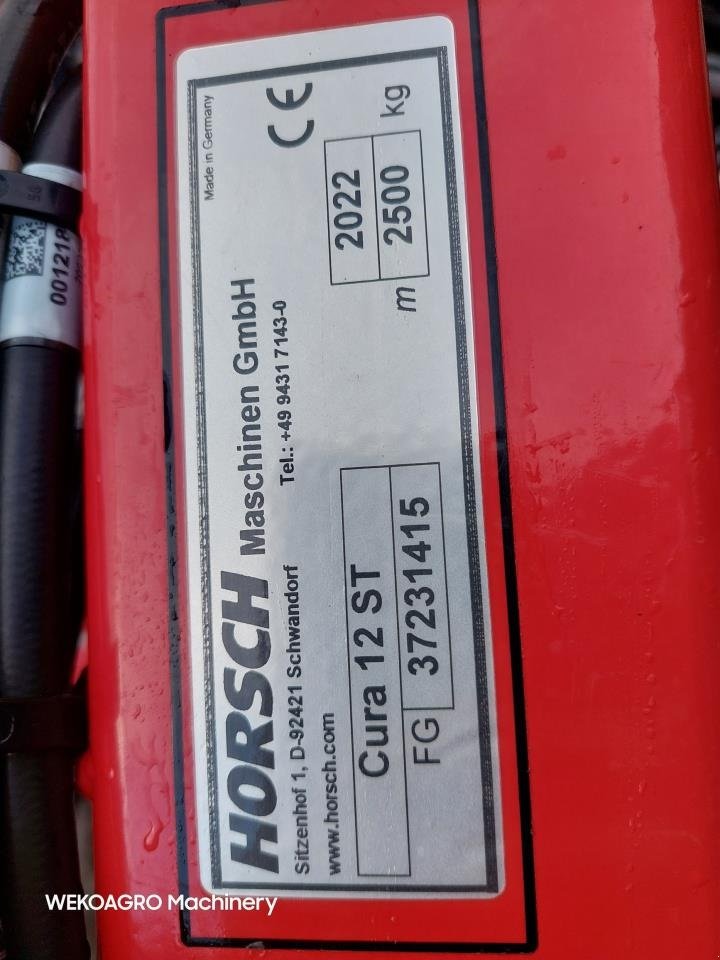 Made in Germany
HORSCH Maschinen GmbH
CE
Sitzenhof 1, D-92421 Schwandorf Tel.: +49 9431 7143-0
www.horsch.com
Cura 12 ST 2022
FG 37231415 m 2500 kg
00121R
WEKOAGRO Machinery